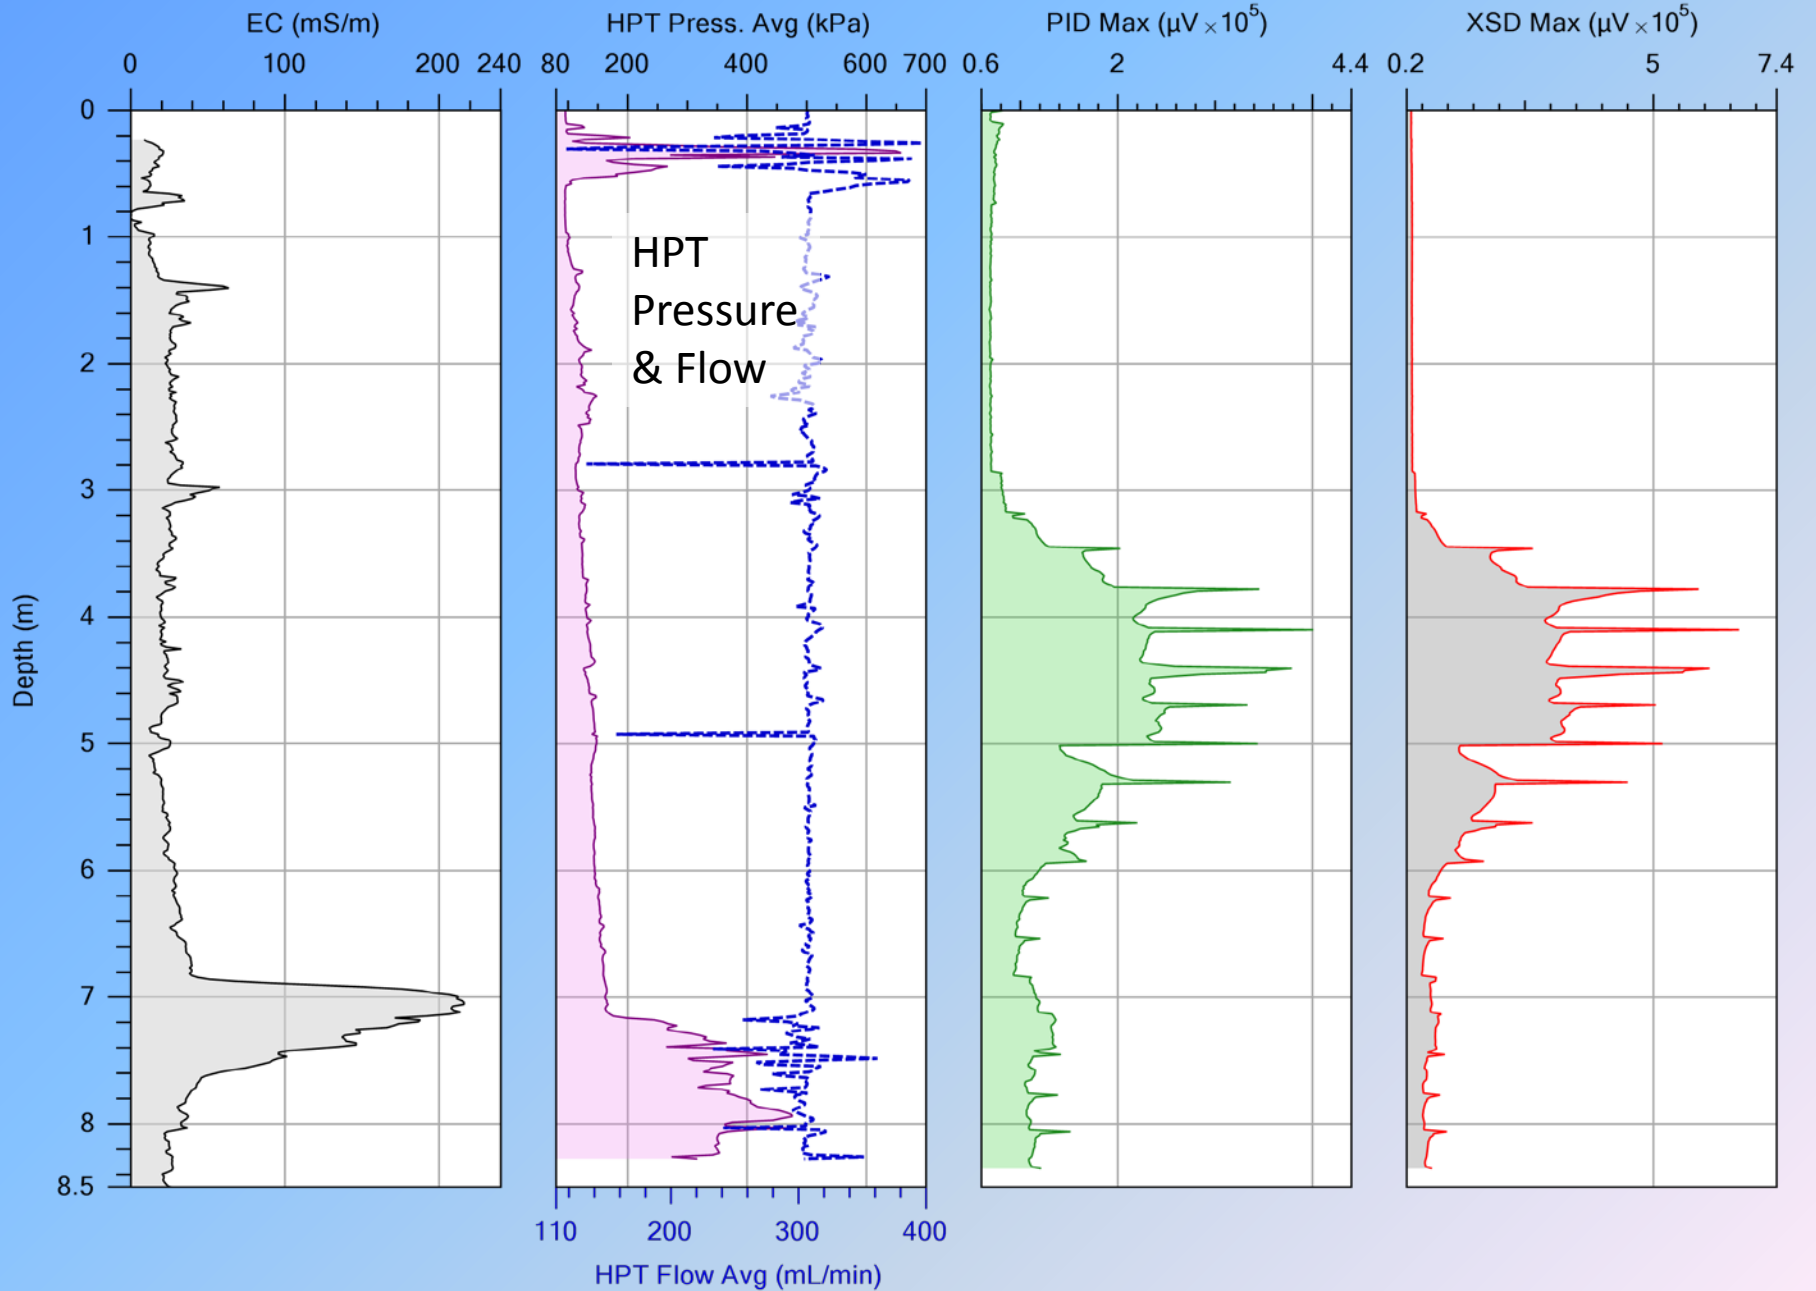 EC (mS/m)
HPT Press. Avg (kPa)
PID Max (μV × 10⁵)
XSD Max (μV × 10⁵)
0 100 200 240
80 200 400 600 700
0.6 2 4.4
0.2 5 7.4
0
1
2
3
4
5
6
7
8
8.5
Depth (m)
HPT
Pressure
& Flow
110 200 300 400
HPT Flow Avg (mL/min)